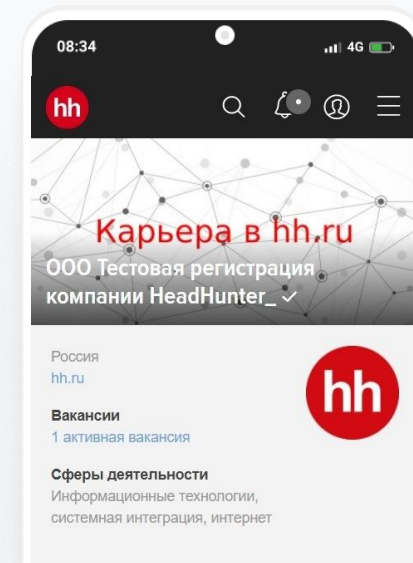 08:34
4G
hh
Карьера в hh.ru
ООО Тестовая регистрация
компании HeadHunter_
Россия
hh.ru
hh
Вакансии
1 активная вакансия
Сферы деятельности
Информационные технологии,
системная интеграция, интернет